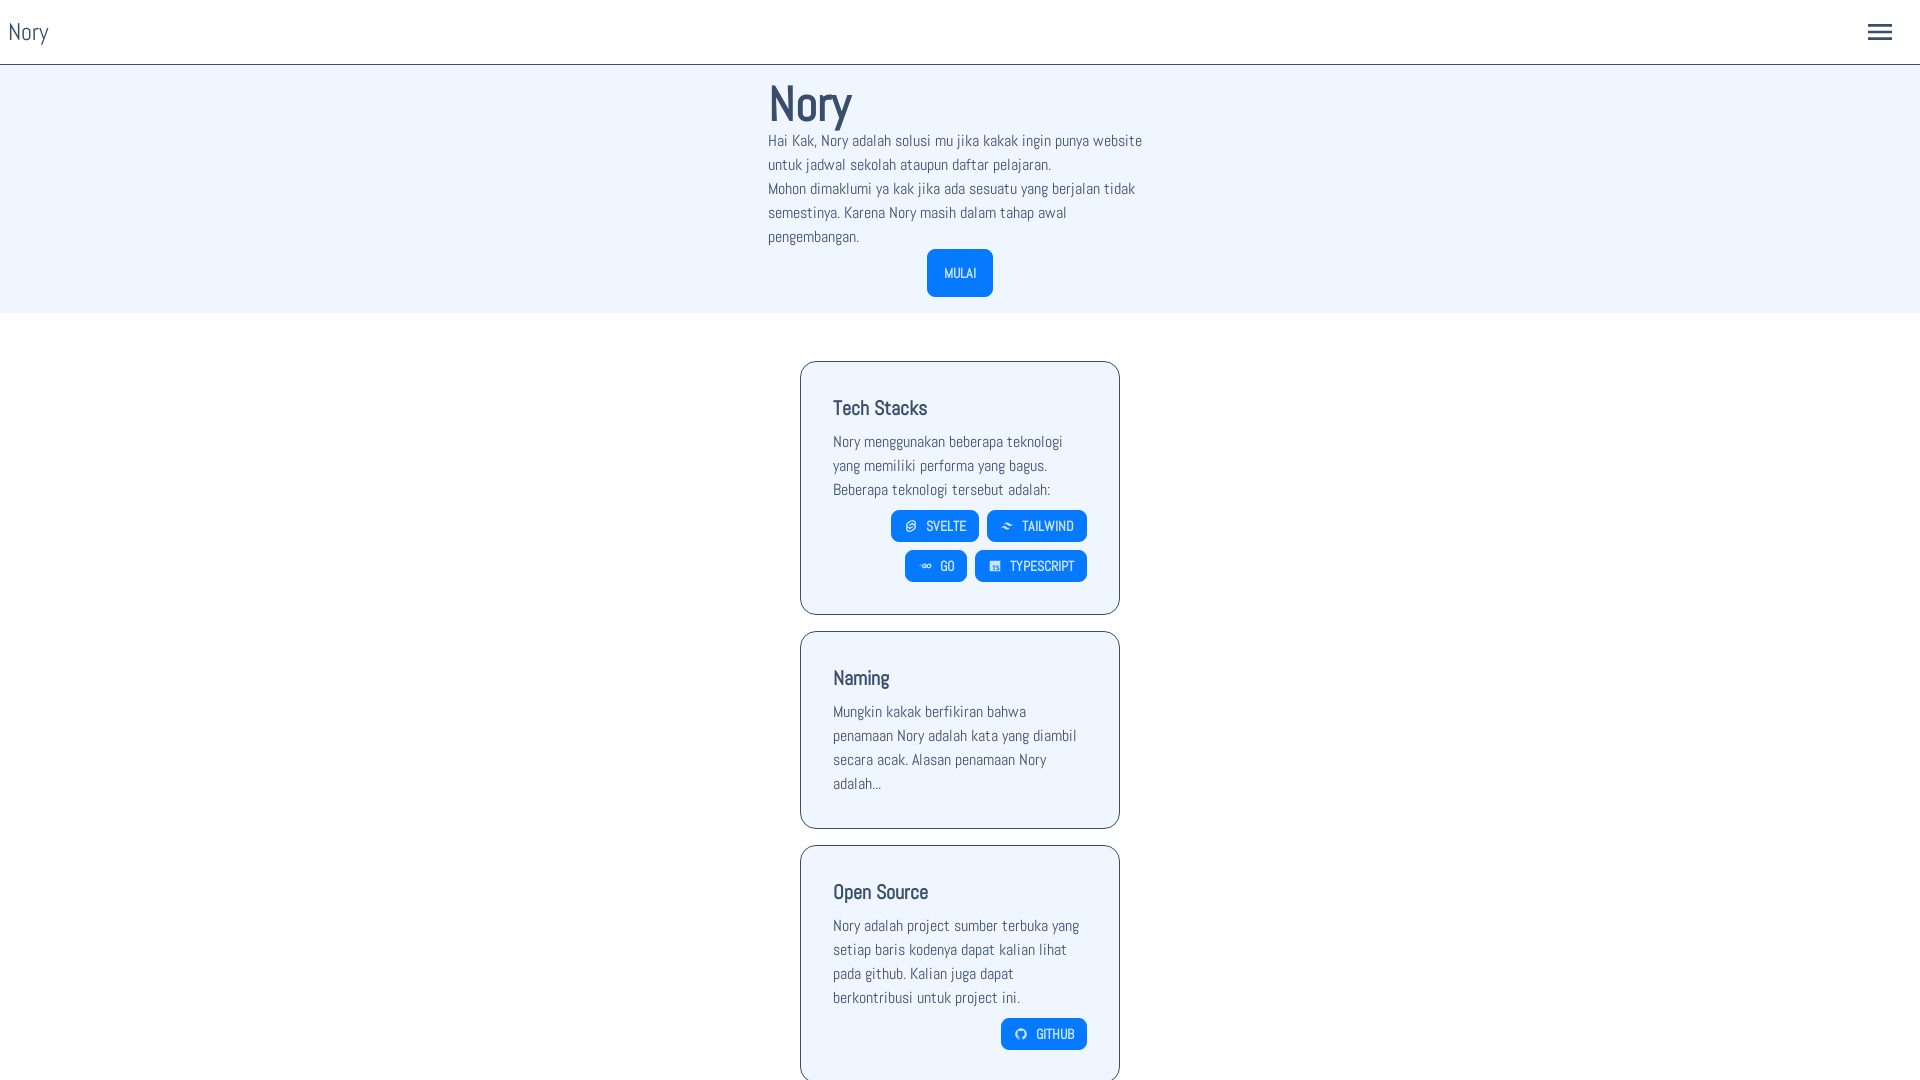 Nory
Nory
Hai Kak, Nory adalah solusi mu jika kakak ingin punya website
untuk jadwal sekolah ataupun daftar pelajaran.
Mohon dimaklumi ya kak jika ada sesuatu yang berjalan tidak
semestinya. Karena Nory masih dalam tahap awal
pengembangan.
MULAI
Tech Stacks
Nory menggunakan beberapa teknologi
yang memiliki performa yang bagus.
Beberapa teknologi tersebut adalah:
SVELTE TAILWIND
GO TYPESCRIPT
Naming
Mungkin kakak berfikiran bahwa
penamaan Nory adalah kata yang diambil
secara acak. Alasan penamaan Nory
adalah...
Open Source
Nory adalah project sumber terbuka yang
setiap baris kodenya dapat kalian lihat
pada github. Kalian juga dapat
berkontribusi untuk project ini.
GITHUB